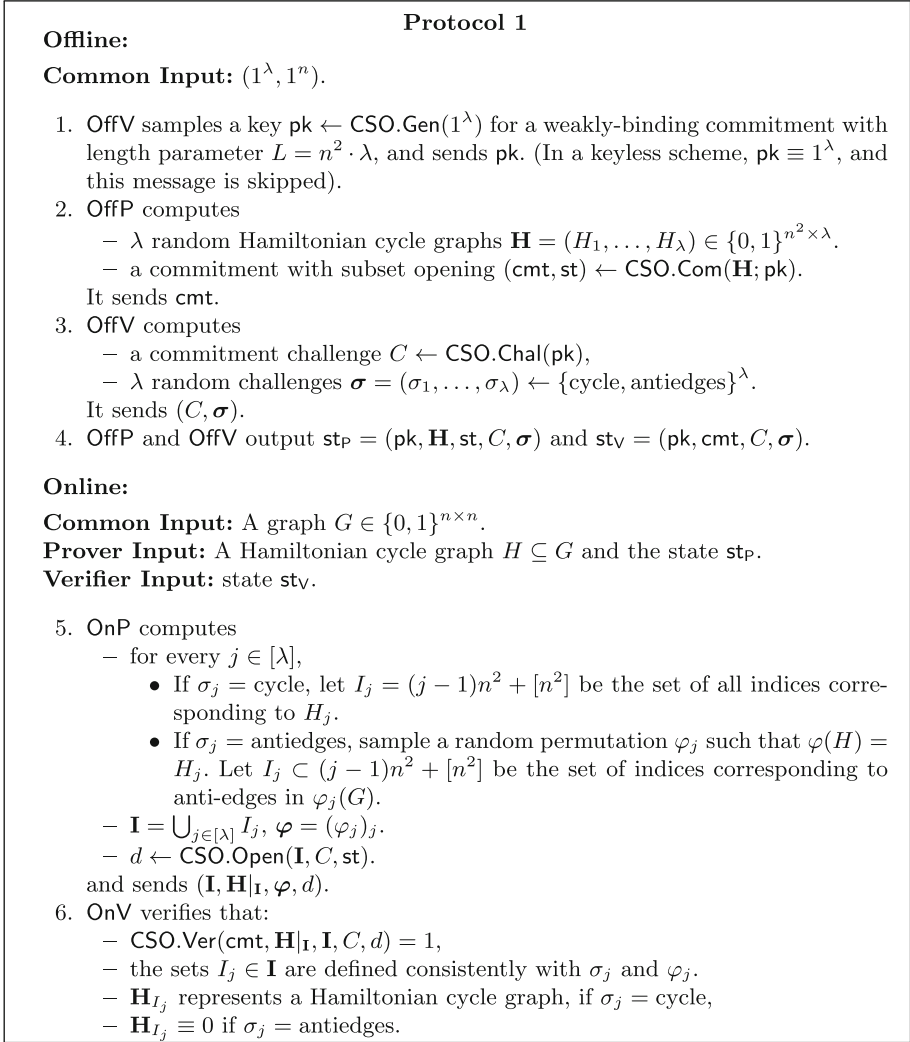 Protocol 1
Offline:
Common Input: (1^λ, 1^n).
1. OffV samples a key pk ← CSO.Gen(1^λ) for a weakly-binding commitment with
length parameter L = n^2 · λ, and sends pk. (In a keyless scheme, pk ≡ 1^λ, and
this message is skipped).
2. OffP computes
– λ random Hamiltonian cycle graphs H = (H_1, . . . , H_λ) ∈ {0, 1}^{n^2×λ}.
– a commitment with subset opening (cmt, st) ← CSO.Com(H; pk).
It sends cmt.
3. OffV computes
– a commitment challenge C ← CSO.Chal(pk),
– λ random challenges σ = (σ_1, . . . , σ_λ) ← {cycle, antiedges}^λ.
It sends (C, σ).
4. OffP and OffV output st_P = (pk, H, st, C, σ) and st_V = (pk, cmt, C, σ).
Online:
Common Input: A graph G ∈ {0, 1}^{n×n}.
Prover Input: A Hamiltonian cycle graph H ⊆ G and the state st_P.
Verifier Input: state st_V.
5. OnP computes
– for every j ∈ [λ],
• If σ_j = cycle, let I_j = (j − 1)n^2 + [n^2] be the set of all indices corre-
sponding to H_j.
• If σ_j = antiedges, sample a random permutation φ_j such that φ(H) =
H_j. Let I_j ⊂ (j − 1)n^2 + [n^2] be the set of indices corresponding to
anti-edges in φ_j(G).
– I = ⋃_{j∈[λ]} I_j, φ = (φ_j)_j.
– d ← CSO.Open(I, C, st).
and sends (I, H|_I, φ, d).
6. OnV verifies that:
– CSO.Ver(cmt, H|_I, I, C, d) = 1,
– the sets I_j ∈ I are defined consistently with σ_j and φ_j.
– H_{I_j} represents a Hamiltonian cycle graph, if σ_j = cycle,
– H_{I_j} ≡ 0 if σ_j = antiedges.